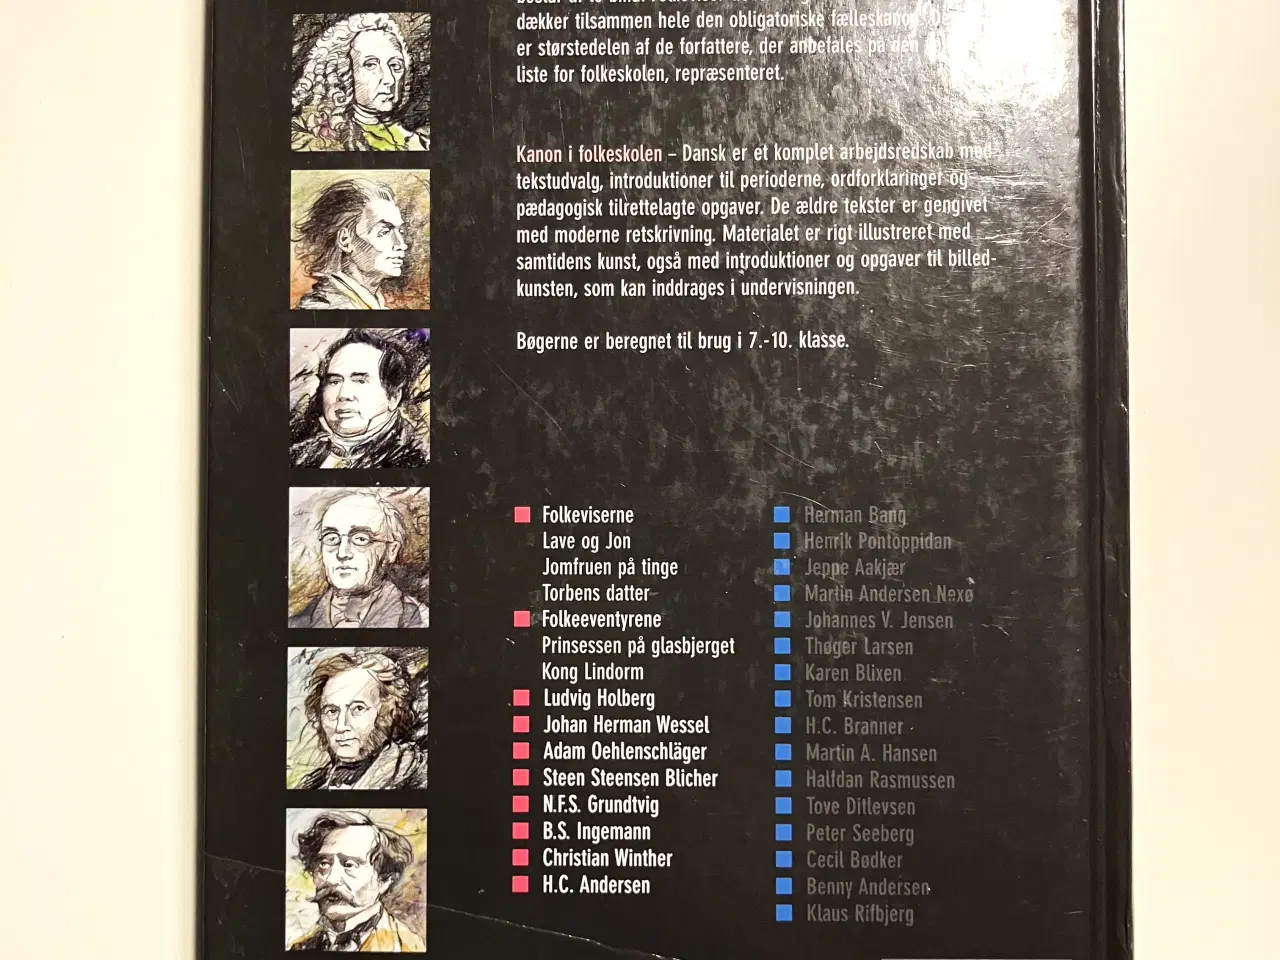 dækker tilsammen hele den obligatoriske fælleskanon. De
er størstedelen af de forfattere, der anbefales på den
liste for folkeskolen, repræsenteret.
Kanon i folkeskolen – Dansk er et komplet arbejdsredskab med
tekstudvalg, introduktioner til perioderne, ordforklaringer og
pædagogisk tilrettelagte opgaver. De ældre tekster er gengivet
med moderne retskrivning. Materialet er rigt illustreret med
samtidens kunst, også med introduktioner og opgaver til billed-
kunsten, som kan inddrages i undervisningen.
Bøgerne er beregnet til brug i 7.-10. klasse.
Folkeviserne
Lave og Jon
Jomfruen på tinge
Torbens datter
Folkeeventyrene
Prinsessen på glasbjerget
Kong Lindorm
Ludvig Holberg
Johan Herman Wessel
Adam Oehlenschläger
Steen Steensen Blicher
N.F.S. Grundtvig
B.S. Ingemann
Christian Winther
H.C. Andersen
Herman Bang
Henrik Pontoppidan
Jeppe Aakjær
Martin Andersen Nexø
Johannes V. Jensen
Thøger Larsen
Karen Blixen
Tom Kristensen
H.C. Branner
Martin A. Hansen
Halfdan Rasmussen
Tove Ditlevsen
Peter Seeberg
Cecil Bødker
Benny Andersen
Klaus Rifbjerg